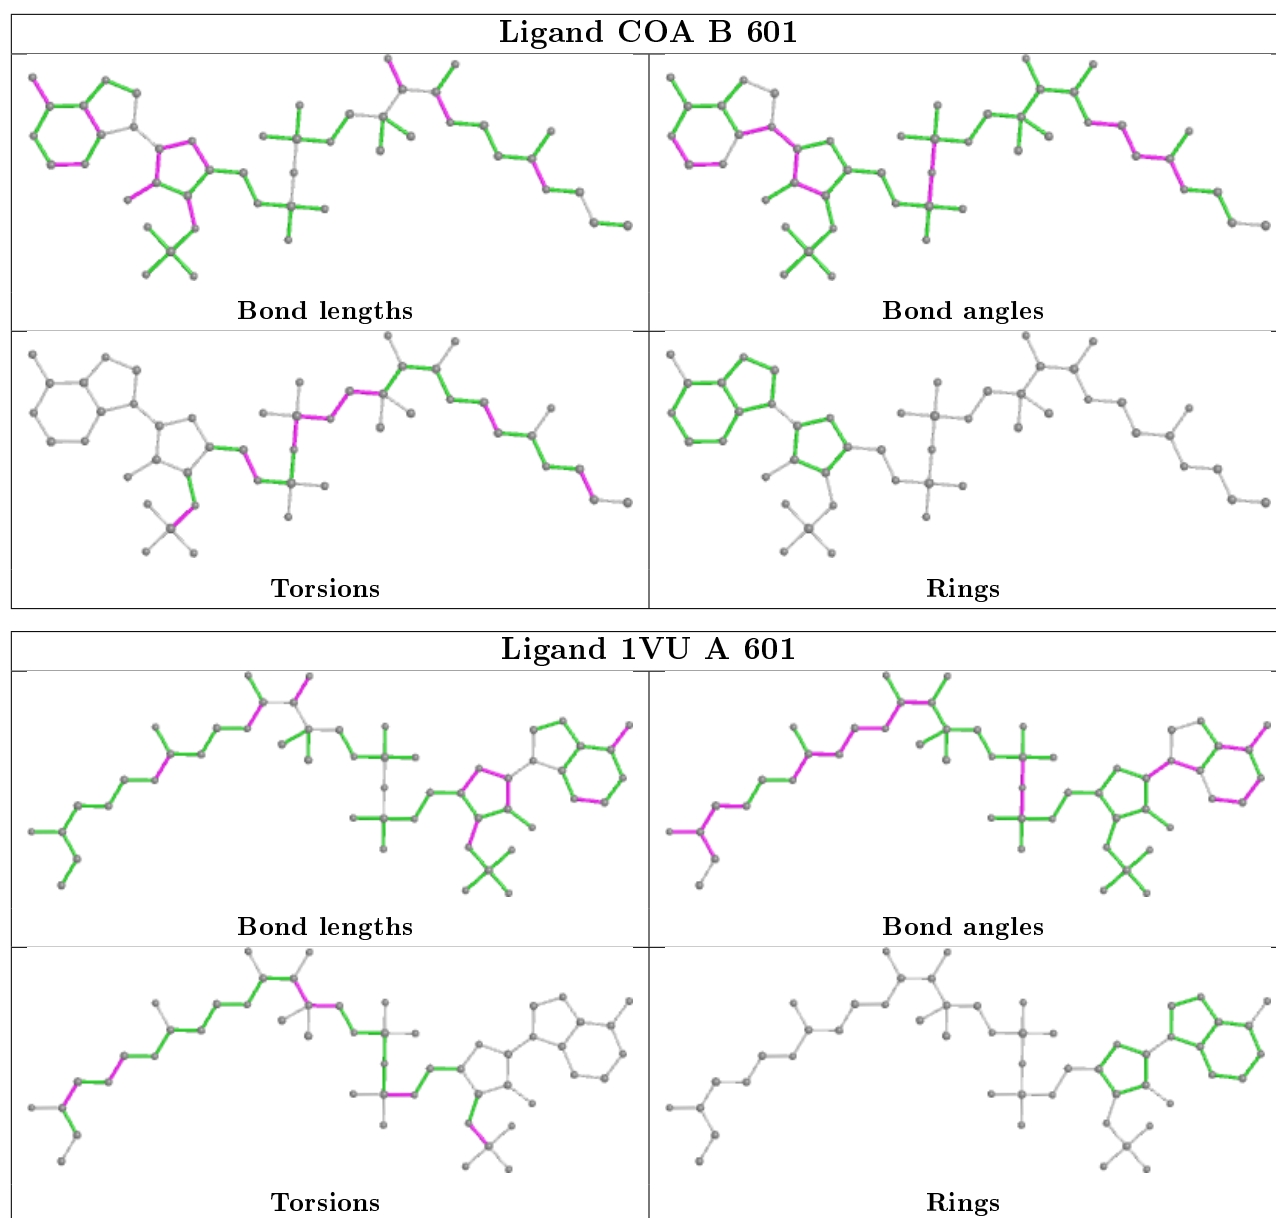 Ligand COA B 601
Bond lengths
Bond angles
Torsions
Rings
Ligand 1VU A 601
Bond lengths
Bond angles
Torsions
Rings